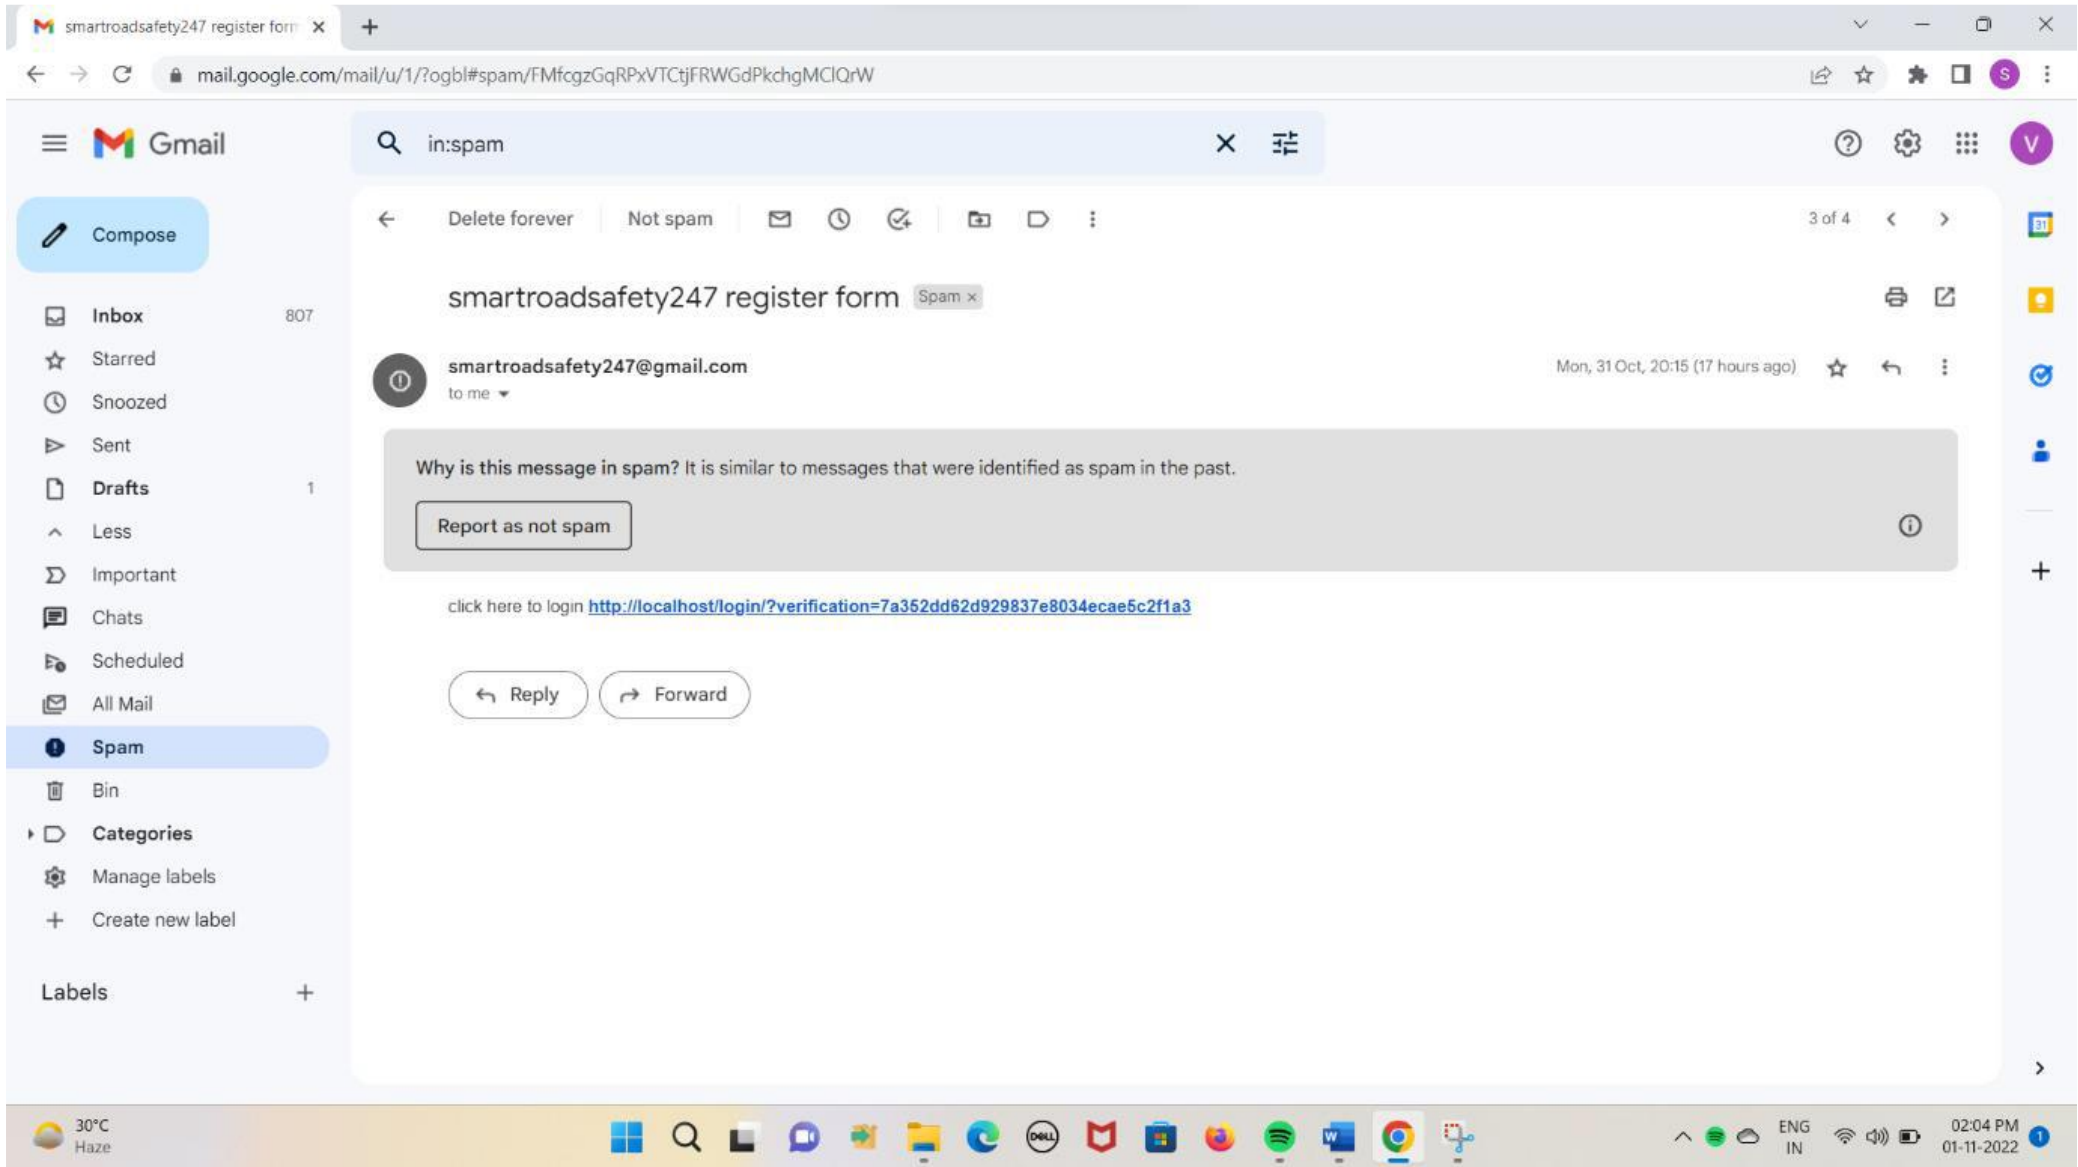 smartroadsafety247 register form
mail.google.com/mail/u/1/?ogbl#spam/FMfcgzGqRPxVTCtjFRWGdPkchgMClQrW
S
Gmail
in:spam
V
Compose
Delete forever Not spam 3 of 4
31
smartroadsafety247 register form Spam ×
Inbox 807
Starred
smartroadsafety247@gmail.com Mon, 31 Oct, 20:15 (17 hours ago)
to me
Snoozed
Sent
Why is this message in spam? It is similar to messages that were identified as spam in the past.
Drafts 1
Report as not spam
Less
Important
click here to login http://localhost/login/?verification=7a352dd62d929837e8034ecae5c2f1a3
Chats
Scheduled
Reply Forward
All Mail
Spam
Bin
Categories
Manage labels
Create new label
Labels
30°C
Haze
DELL
W
ENG
IN
02:04 PM
01-11-2022
1